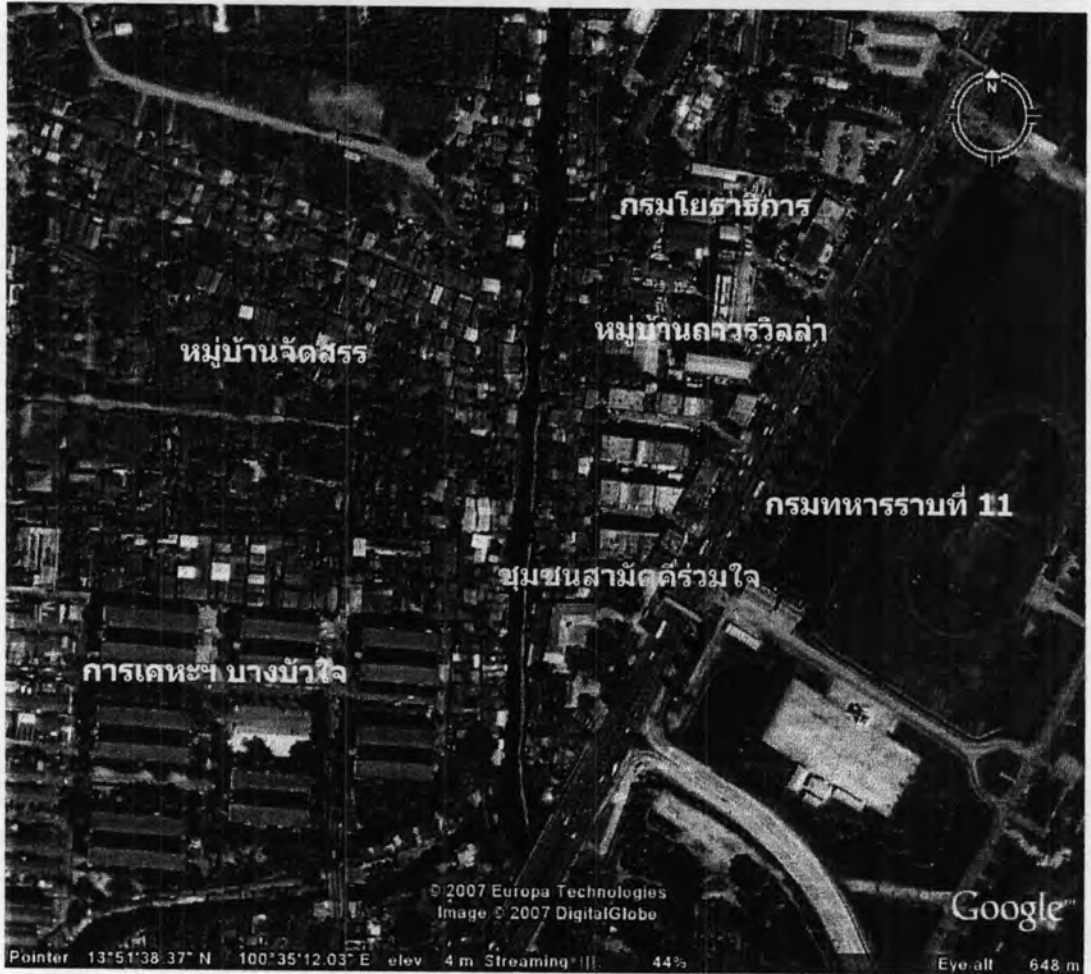 N
กรมโยธาธิการ
หมู่บ้านถาวรวิลล่า
หมู่บ้านจัดสรร
กรมทหารราบที่ 11
ชุมชนสามัคคีร่วมใจ
การเคหะฯ บางบัวใจ
© 2007 Europa Technologies
Image © 2007 DigitalGlobe
Google™
Pointer 13°51'38.37" N 100°35'12.03" E elev 4 m Streaming ||| 44% Eye alt 648 m